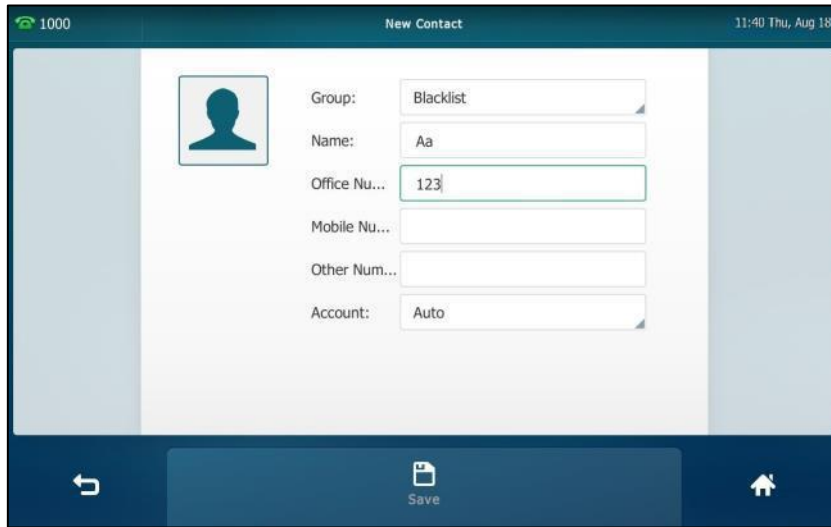 1000 New Contact 11:40 Thu, Aug 18
Group: Blacklist
Name: Aa
Office Nu... 123
Mobile Nu...
Other Num...
Account: Auto
Save